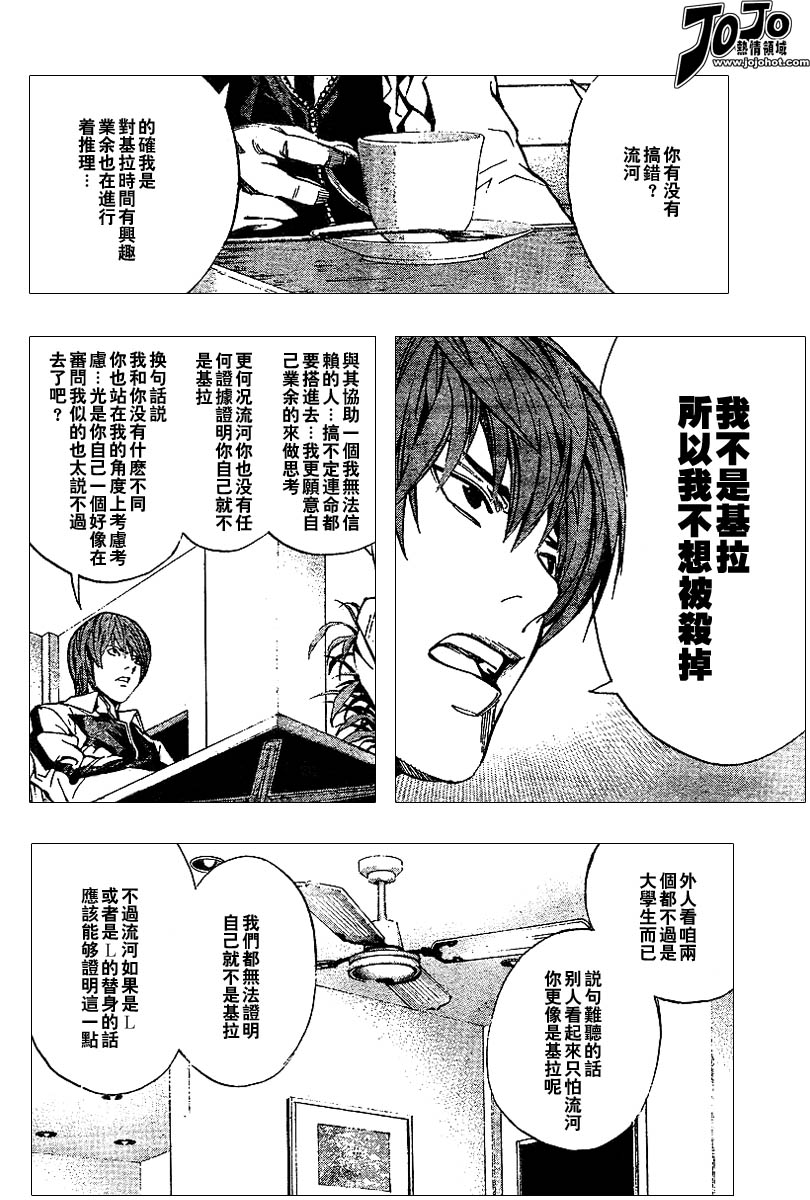 JOJO
熱情領域
www.jojohot.com
你有没有
搞錯？
流河
的確我是
對基拉時間有興趣
業余也在進行
着推理…
我不是基拉
所以我不想被殺掉
與其協助一個我無法信
賴的人…搞不定連命都
要搭進去…我更願意自
己業余的來做思考
更何况流河你也没有任
何證據證明你自己就不
是基拉
换句話説
我和你没有什麽不同
你也站在我的角度上考慮考
慮…光是你自己一個好像在
審問我似的也太説不過
去了吧？
外人看咱兩
個都不過是
大學生而已
説句難聽的話
别人看起來只怕流河
你更像是基拉呢
我們都無法證明
自己就不是基拉
不過流河如果是L
或者是L的替身的話
應該能够證明這一點